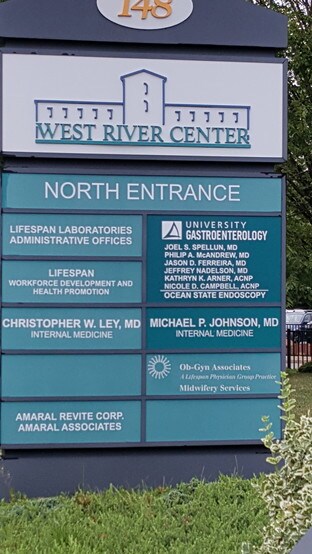 148
WEST RIVER CENTER
NORTH ENTRANCE
LIFESPAN LABORATORIES
ADMINISTRATIVE OFFICES
LIFESPAN
WORKFORCE DEVELOPMENT AND
HEALTH PROMOTION
CHRISTOPHER W. LEY, MD
INTERNAL MEDICINE
AMARAL REVITE CORP.
AMARAL ASSOCIATES
UNIVERSITY
GASTROENTEROLOGY
JOEL S. SPELLUN, MD
PHILIP A. McANDREW, MD
JASON D. FERREIRA, MD
JEFFREY NADELSON, MD
KATHRYN K. ARNER, ACNP
NICOLE D. CAMPBELL, ACNP
OCEAN STATE ENDOSCOPY
MICHAEL P. JOHNSON, MD
INTERNAL MEDICINE
Ob-Gyn Associates
A Lifespan Physician Group Practice
Midwifery Services